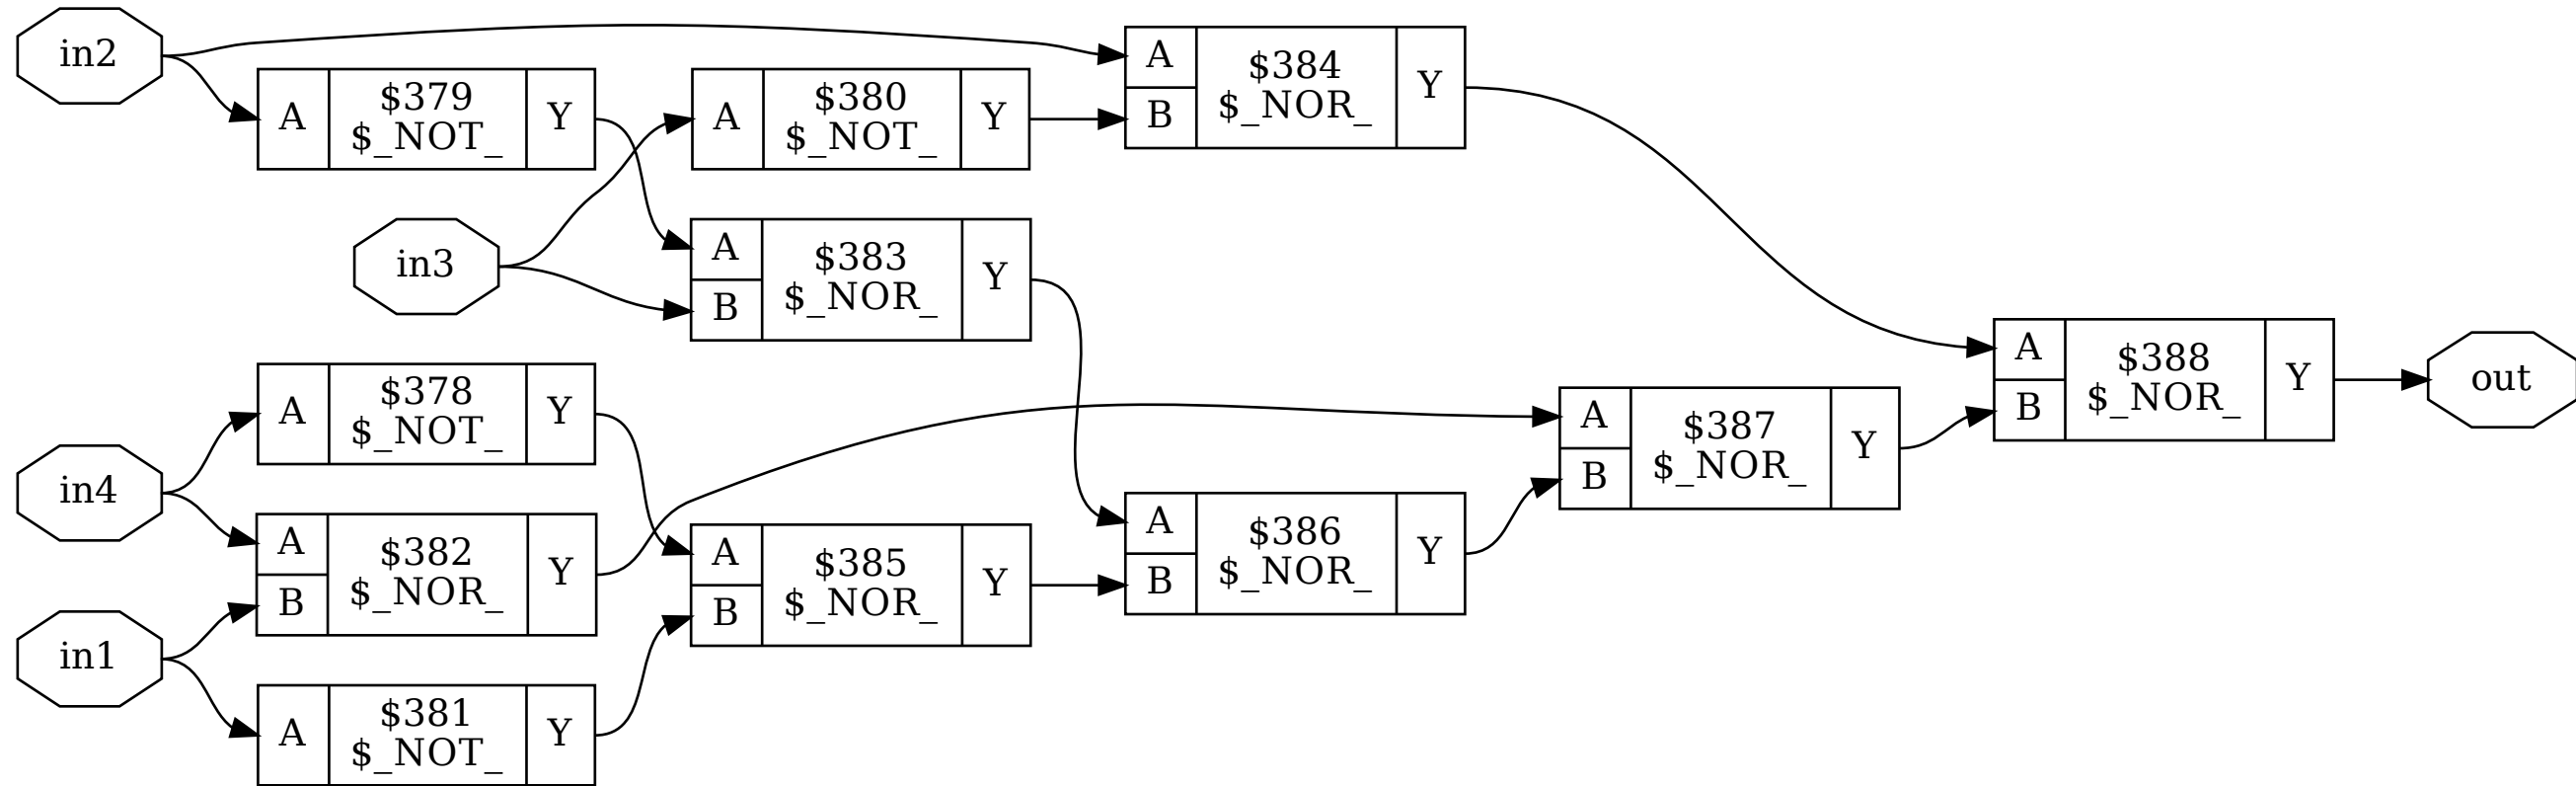 in2
A
$379
$_NOT_
Y
A
$380
$_NOT_
Y
A
B
$384
$_NOR_
Y
in3
A
B
$383
$_NOR_
Y
in4
A
$378
$_NOT_
Y
A
B
$382
$_NOR_
Y
in1
A
$381
$_NOT_
Y
A
B
$385
$_NOR_
Y
A
B
$386
$_NOR_
Y
A
B
$387
$_NOR_
Y
A
B
$388
$_NOR_
Y
out